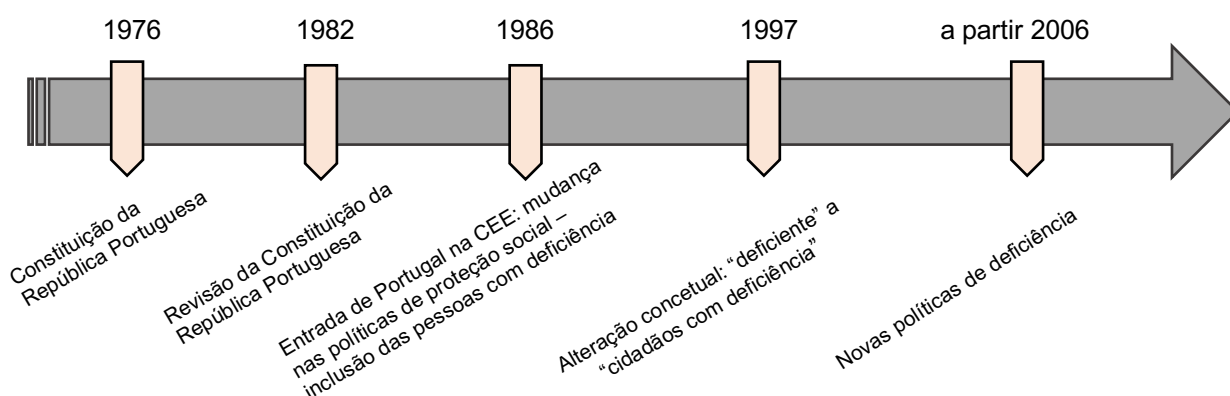 1976
1982
1986
1997
a partir 2006
Constituição da
República Portuguesa
Revisão da Constituição da
República Portuguesa
Entrada de Portugal na CEE: mudança
nas políticas de proteção social –
inclusão das pessoas com deficiência
Alteração concetual: “deficiente” a
“cidadãos com deficiência”
Novas políticas de deficiência